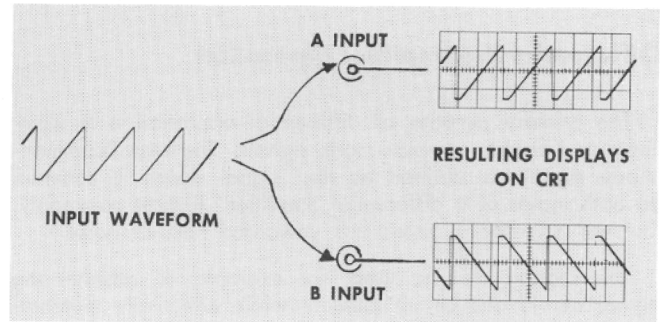 A INPUT
RESULTING DISPLAYS
ON CRT
INPUT WAVEFORM
B INPUT